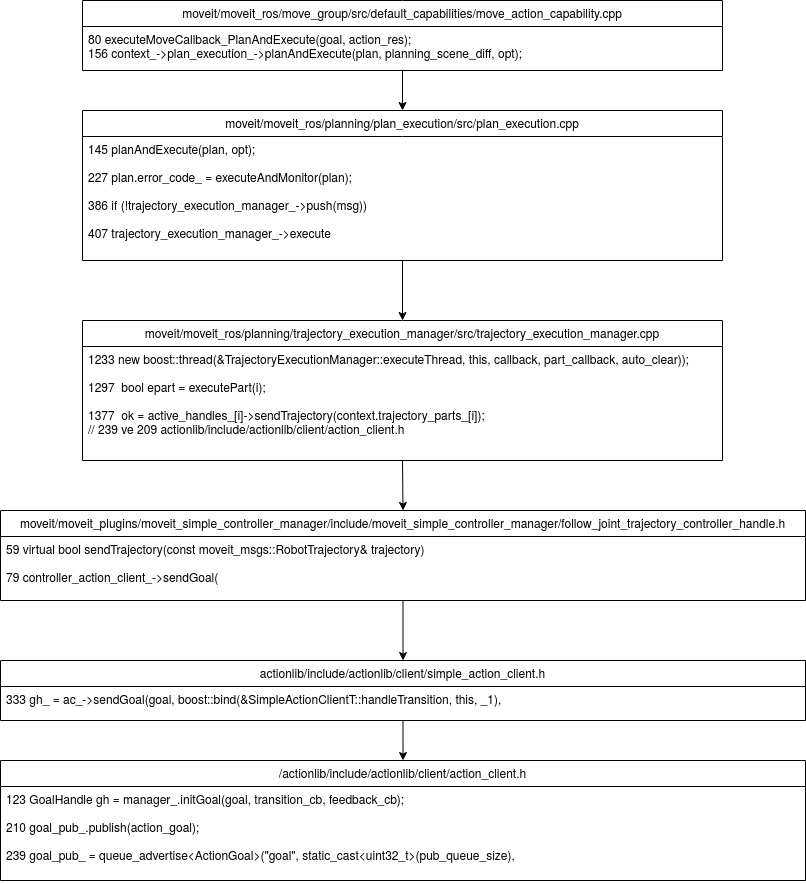 moveit/moveit_ros/move_group/src/default_capabilities/move_action_capability.cpp
80 executeMoveCallback_PlanAndExecute(goal, action_res);
156 context_->plan_execution_->planAndExecute(plan, planning_scene_diff, opt);
moveit/moveit_ros/planning/plan_execution/src/plan_execution.cpp
145 planAndExecute(plan, opt);
227 plan.error_code_ = executeAndMonitor(plan);
386 if (!trajectory_execution_manager_->push(msg))
407 trajectory_execution_manager_->execute
moveit/moveit_ros/planning/trajectory_execution_manager/src/trajectory_execution_manager.cpp
1233 new boost::thread(&TrajectoryExecutionManager::executeThread, this, callback, part_callback, auto_clear));
1297  bool epart = executePart(i);
1377  ok = active_handles_[i]->sendTrajectory(context.trajectory_parts_[i]);
// 239 ve 209 actionlib/include/actionlib/client/action_client.h
moveit/moveit_plugins/moveit_simple_controller_manager/include/moveit_simple_controller_manager/follow_joint_trajectory_controller_handle.h
59 virtual bool sendTrajectory(const moveit_msgs::RobotTrajectory& trajectory)
79 controller_action_client_->sendGoal(
actionlib/include/actionlib/client/simple_action_client.h
333 gh_ = ac_->sendGoal(goal, boost::bind(&SimpleActionClientT::handleTransition, this, _1),
/actionlib/include/actionlib/client/action_client.h
123 GoalHandle gh = manager_.initGoal(goal, transition_cb, feedback_cb);
210 goal_pub_.publish(action_goal);
239 goal_pub_ = queue_advertise<ActionGoal>("goal", static_cast<uint32_t>(pub_queue_size),